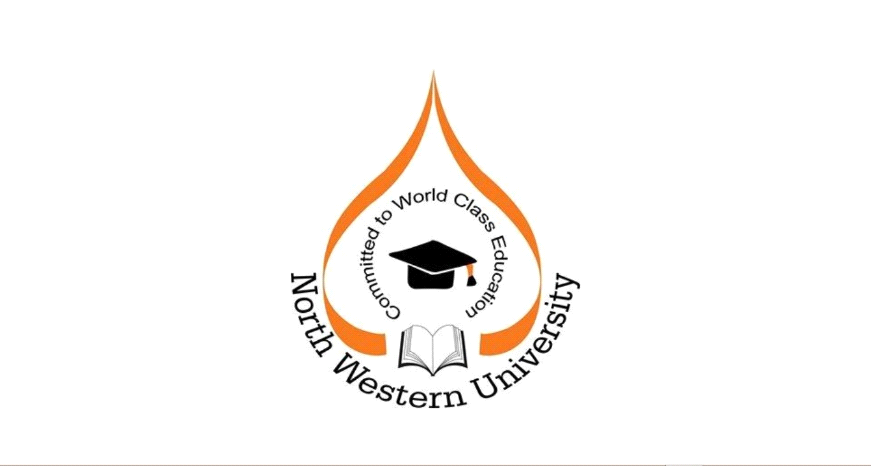 Committed to World Class Education
North Western University